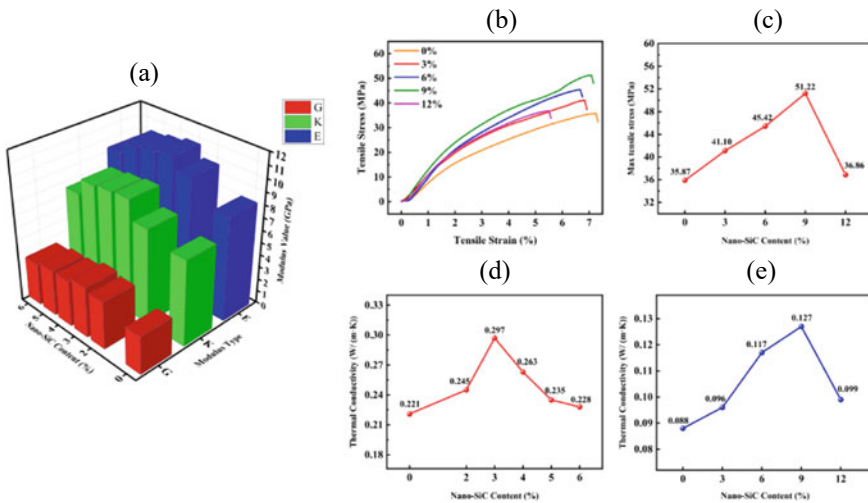 (a)
G
K
E
12
11
10
9
8
7
6
5
4
3
2
1
0
Modulus Value (GPa)
6
5
4
3
2
0
Nano-SiC Content (%)
G
K
E
Modulus Type
(b)
60
50
40
30
20
10
0
Tensile Stress (MPa)
0%
3%
6%
9%
12%
0 1 2 3 4 5 6 7
Tensile Strain (%)
(c)
60
56
52
48
44
40
36
32
Max tensile stress (MPa)
35.87
41.10
45.42
51.22
36.86
0 3 6 9 12
Nano-SiC Content (%)
(d)
0.33
0.30
0.27
0.24
0.21
0.18
Thermal Conductivity (W/ (m·K))
0.221
0.245
0.297
0.263
0.235
0.228
0 2 3 4 5 6
Nano-SiC Content (%)
(e)
0.13
0.12
0.11
0.10
0.09
0.08
Thermal Conductivity (W/ (m·K))
0.088
0.096
0.117
0.127
0.099
0 3 6 9 12
Nano-SiC Content (%)